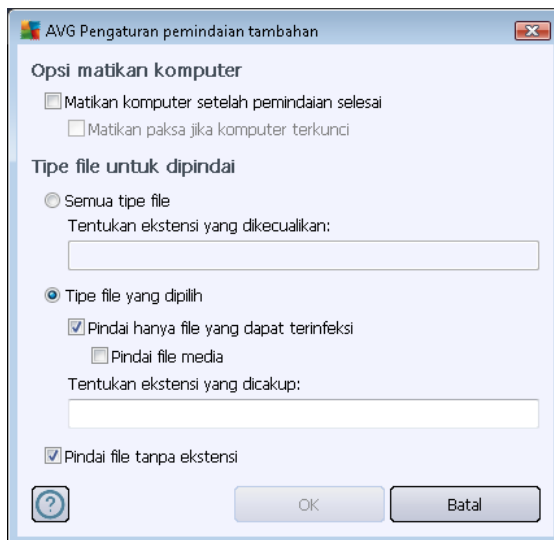 AVG Pengaturan pemindaian tambahan
Opsi matikan komputer
Matikan komputer setelah pemindaian selesai
Matikan paksa jika komputer terkunci
Tipe file untuk dipindai
Semua tipe file
Tentukan ekstensi yang dikecualikan:
Tipe file yang dipilih
Pindai hanya file yang dapat terinfeksi
Pindai file media
Tentukan ekstensi yang dicakup:
Pindai file tanpa ekstensi
? OK Batal